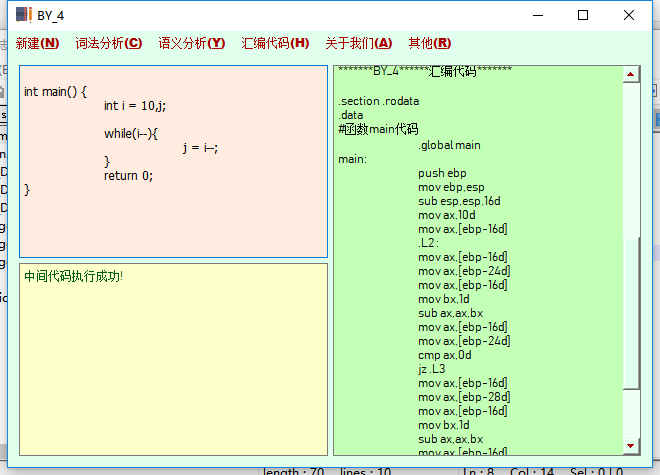 BY_4
新建(N) 词法分析(C) 语义分析(Y) 汇编代码(H) 关于我们(A) 其他(R)
int main() {
int i = 10,j;
while(i--){
j = i--;
}
return 0;
}
中间代码执行成功!
*******BY_4******汇编代码*******
.section .rodata
.data
#函数main代码
.global main
main:
push ebp
mov ebp,esp
sub esp,esp,16d
mov ax,10d
mov ax,[ebp-16d]
.L2 :
mov ax,[ebp-16d]
mov ax,[ebp-24d]
mov ax,[ebp-16d]
mov bx,1d
sub ax,ax,bx
mov ax,[ebp-16d]
mov ax,[ebp-24d]
cmp ax,0d
jz .L3
mov ax,[ebp-16d]
mov ax,[ebp-28d]
mov ax,[ebp-16d]
mov bx,1d
sub ax,ax,bx
mov ax,[ebp-16d]
length : 70 lines : 10 Ln : 8 Col : 14 Sel : 0 | 0